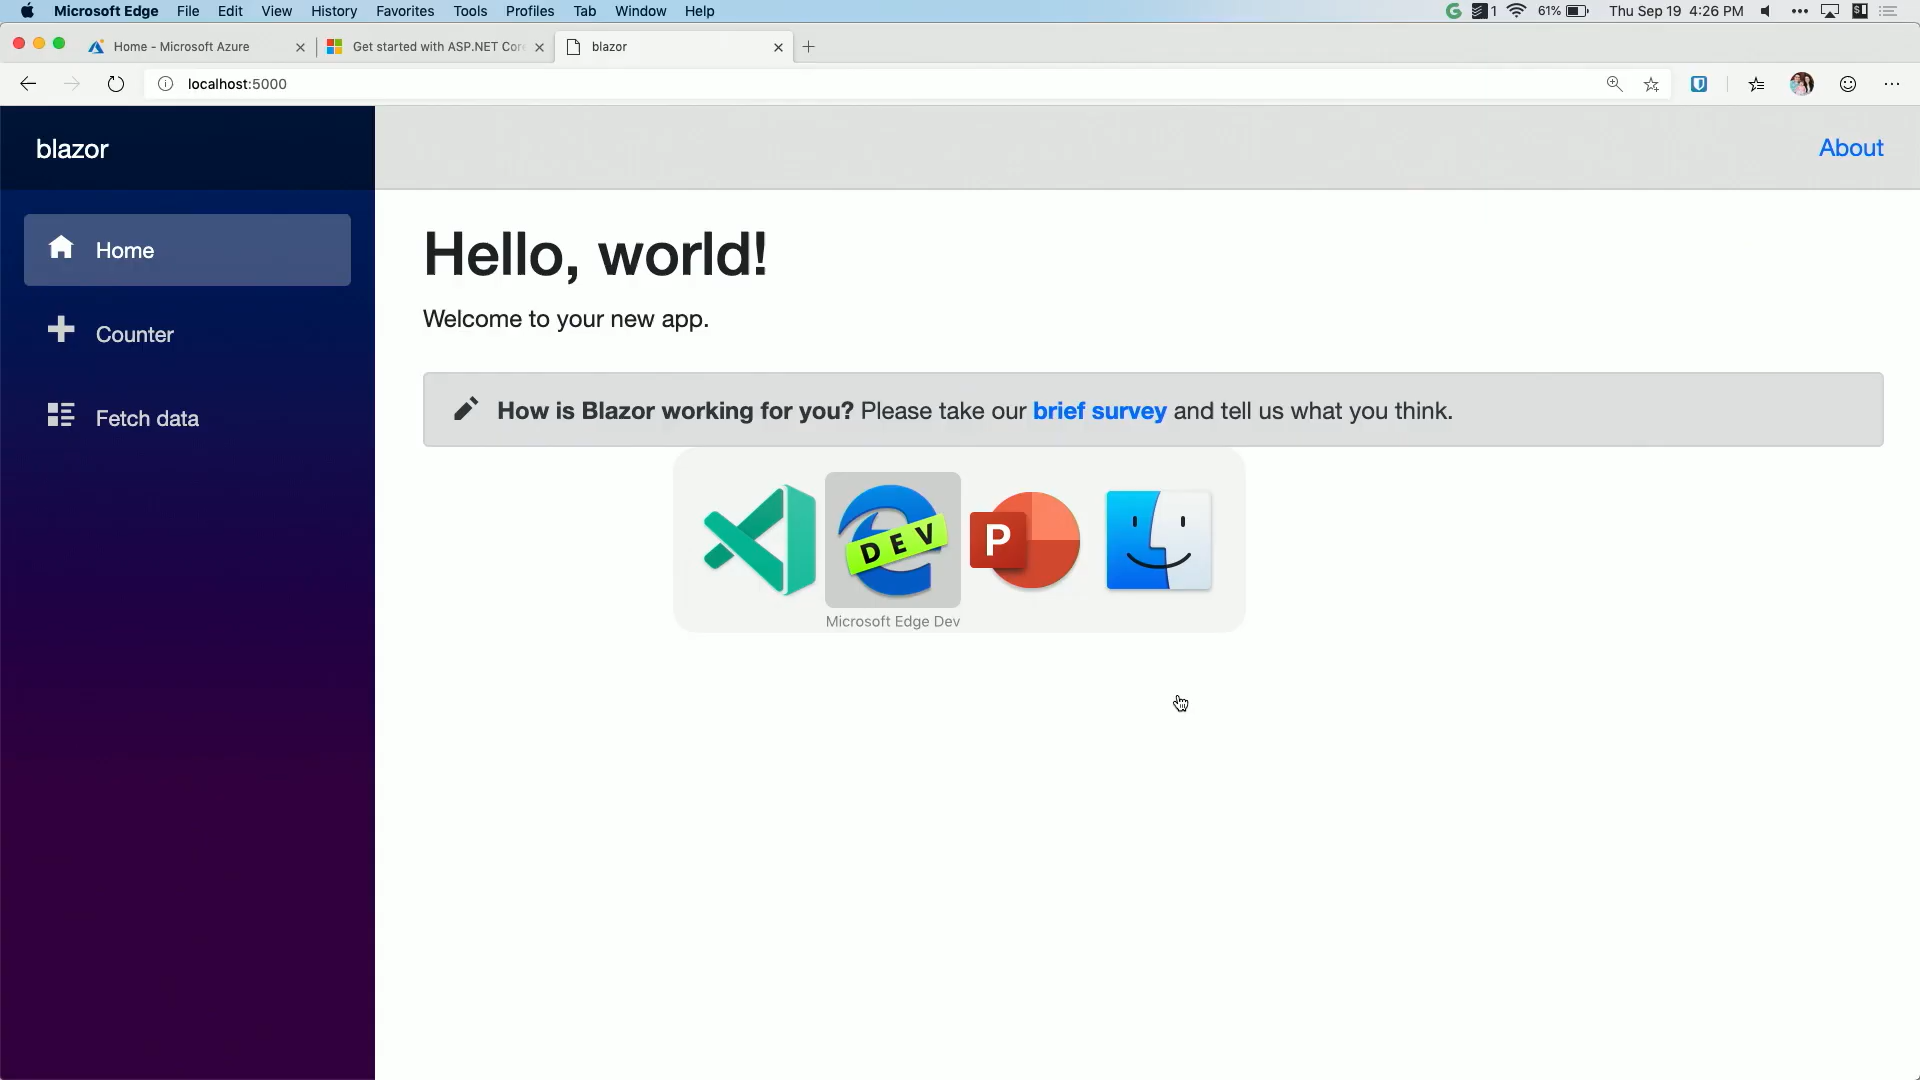 Microsoft Edge File Edit View History Favorites Tools Profiles Tab Window Help 1 61% Thu Sep 19 4:26 PM
Home - Microsoft Azure Get started with ASP.NET Cor blazor
localhost:5000
blazor
About
Home
Counter
Fetch data
Hello, world!
Welcome to your new app.
How is Blazor working for you? Please take our brief survey and tell us what you think.
DEV
P
Microsoft Edge Dev